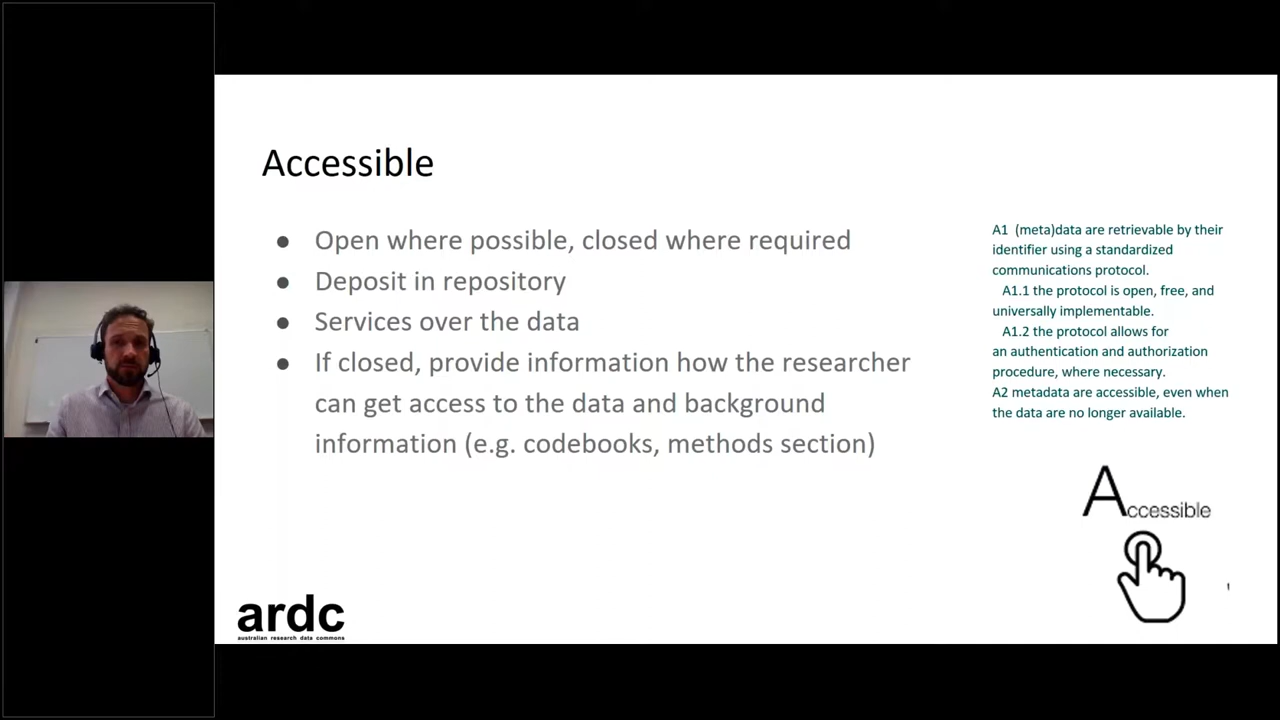 Accessible
● Open where possible, closed where required
● Deposit in repository
● Services over the data
● If closed, provide information how the researcher
can get access to the data and background
information (e.g. codebooks, methods section)
A1 (meta)data are retrievable by their
identifier using a standardized
communications protocol.
A1.1 the protocol is open, free, and
universally implementable.
A1.2 the protocol allows for
an authentication and authorization
procedure, where necessary.
A2 metadata are accessible, even when
the data are no longer available.
Accessible
ardc
australian research data commons